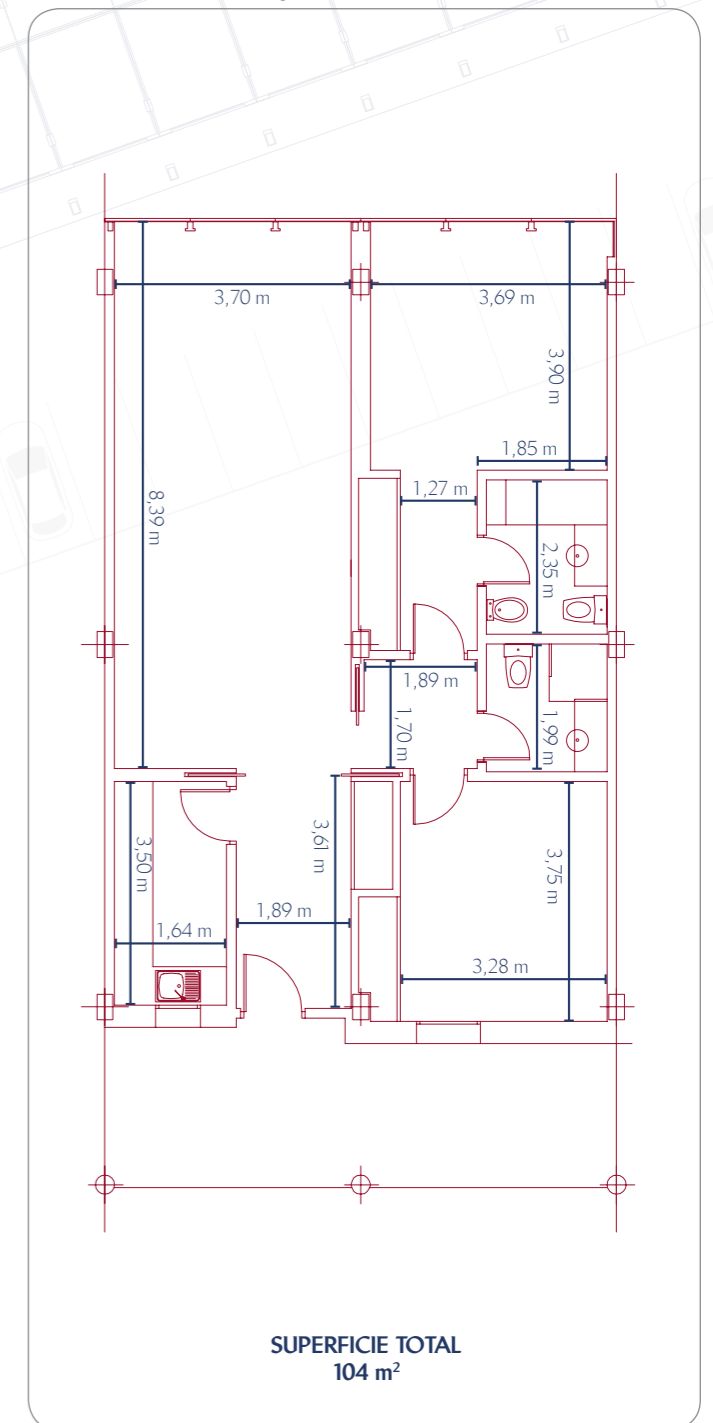 3,70 m
3,69 m
3,90 m
1,85 m
1,27 m
8,39 m
2,35 m
1,89 m
1,70 m
1,99 m
3,61 m
3,50 m
3,75 m
1,89 m
1,64 m
3,28 m
SUPERFICIE TOTAL
104 m²